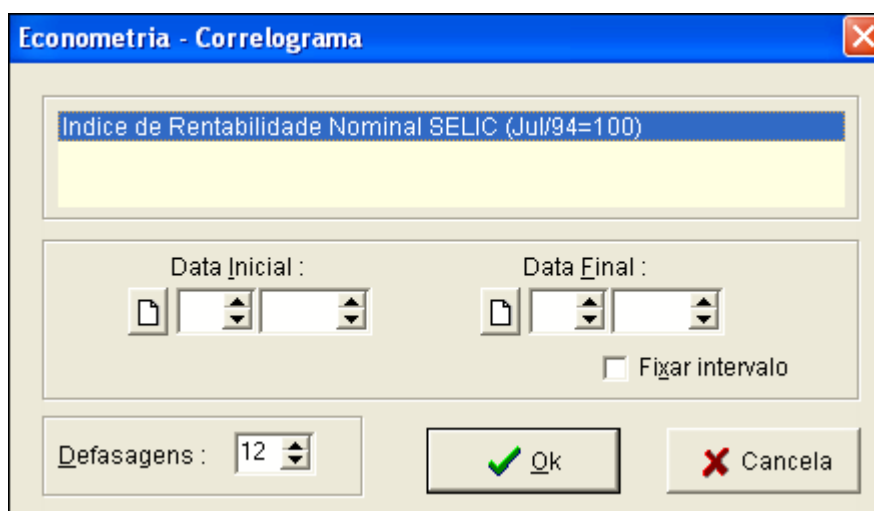 Econometria - Correlograma
Indice de Rentabilidade Nominal SELIC (Jul/94=100)
Data Inicial :
Data Final :
Fixar intervalo
Defasagens : 12
Ok
Cancela